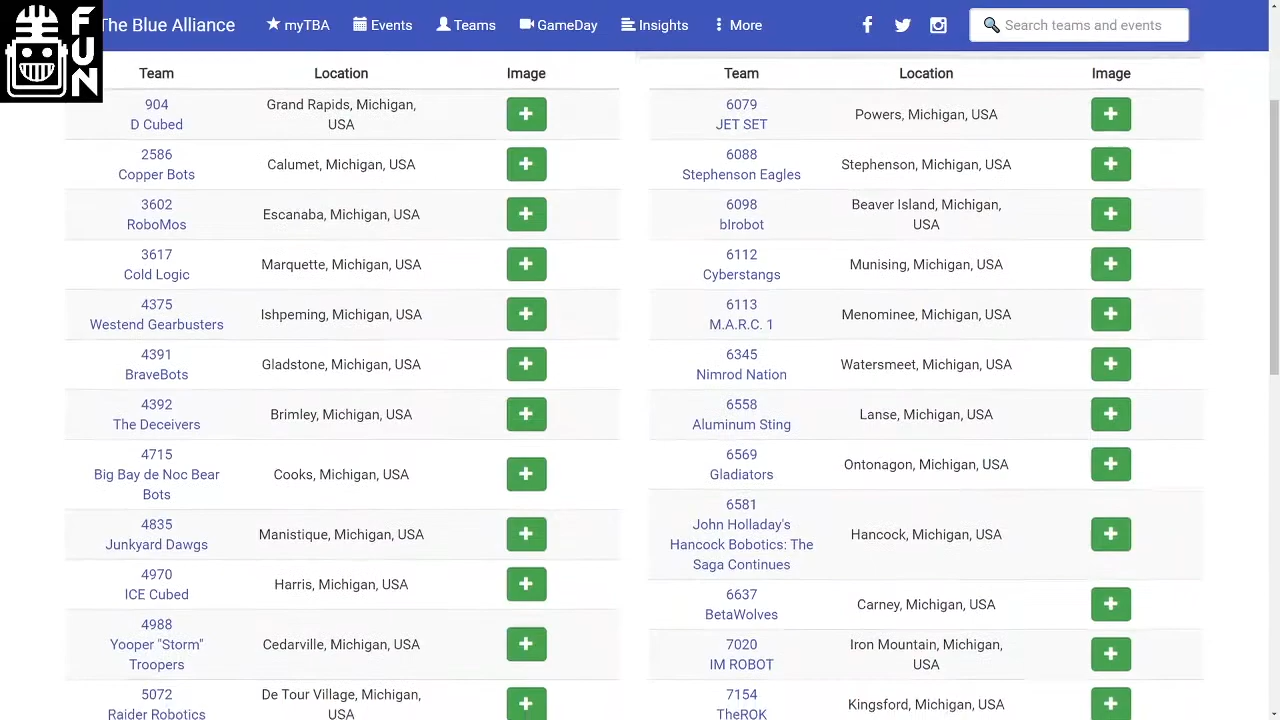 FUN
The Blue Alliance
myTBA
Events
Teams
GameDay
Insights
Search teams and events
Team Location Image
904
D Cubed
Grand Rapids, Michigan,
USA
2586
Copper Bots
Calumet, Michigan, USA
3602
RoboMos
Escanaba, Michigan, USA
3617
Cold Logic
Marquette, Michigan, USA
4375
Westend Gearbusters
Ishpeming, Michigan, USA
4391
BraveBots
Gladstone, Michigan, USA
4392
The Deceivers
Brimley, Michigan, USA
4715
Big Bay de Noc Bear
Bots
Cooks, Michigan, USA
4835
Junkyard Dawgs
Manistique, Michigan, USA
4970
ICE Cubed
Harris, Michigan, USA
4988
Yooper "Storm"
Troopers
Cedarville, Michigan, USA
5072
Raider Robotics
De Tour Village, Michigan,
USA
Team Location Image
6079
JET SET
Powers, Michigan, USA
6088
Stephenson Eagles
Stephenson, Michigan, USA
6098
bIrobot
Beaver Island, Michigan,
USA
6112
Cyberstangs
Munising, Michigan, USA
6113
M.A.R.C. 1
Menominee, Michigan, USA
6345
Nimrod Nation
Watersmeet, Michigan, USA
6558
Aluminum Sting
Lanse, Michigan, USA
6569
Gladiators
Ontonagon, Michigan, USA
6581
John Holladay's
Hancock Bobotics: The
Saga Continues
Hancock, Michigan, USA
6637
BetaWolves
Carney, Michigan, USA
7020
IM ROBOT
Iron Mountain, Michigan,
USA
7154
TheROK
Kingsford, Michigan, USA